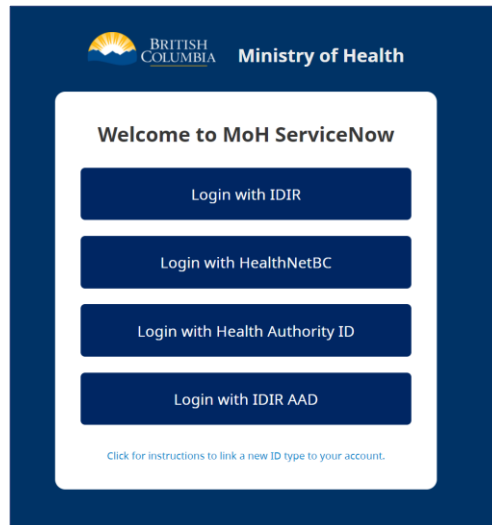 BRITISH
COLUMBIA
Ministry of Health
Welcome to MoH ServiceNow
Login with IDIR
Login with HealthNetBC
Login with Health Authority ID
Login with IDIR AAD
Click for instructions to link a new ID type to your account.